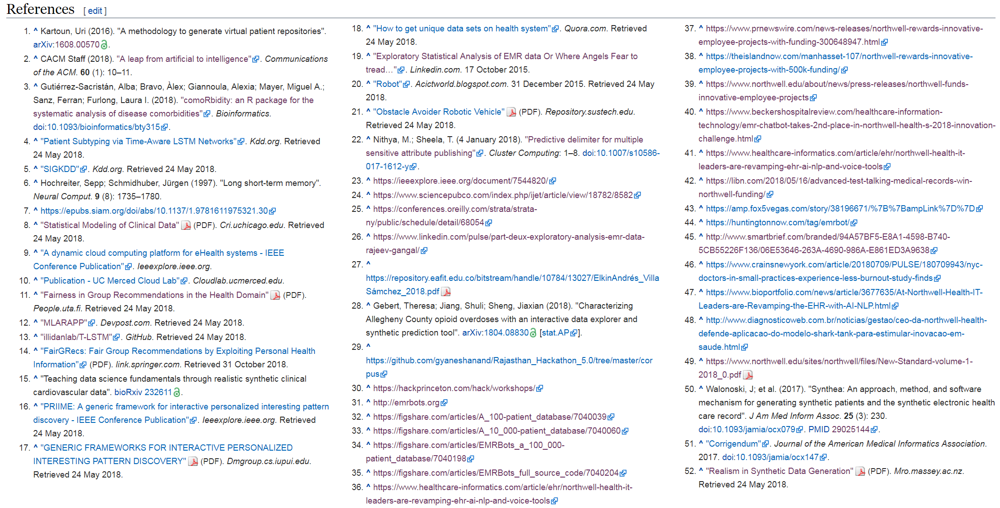 References [ edit ]
1. ^ Kartoun, Uri (2016). "A methodology to generate virtual patient repositories".
arXiv:1608.00570.
2. ^ CACM Staff (2018). "A leap from artificial to intelligence". Communications
of the ACM. 60 (1): 10–11.
3. ^ Gutiérrez-Sacristán, Alba; Bravo, Àlex; Giannoula, Alexia; Mayer, Miguel A.;
Sanz, Ferran; Furlong, Laura I. (2018). "comoRbidity: an R package for the
systematic analysis of disease comorbidities". Bioinformatics.
doi:10.1093/bioinformatics/bty315.
4. ^ "Patient Subtyping via Time-Aware LSTM Networks". Kdd.org. Retrieved
24 May 2018.
5. ^ "SIGKDD". Kdd.org. Retrieved 24 May 2018.
6. ^ Hochreiter, Sepp; Schmidhuber, Jürgen (1997). "Long short-term memory".
Neural Comput. 9 (8): 1735–1780.
7. ^ https://epubs.siam.org/doi/abs/10.1137/1.9781611975321.30
8. ^ "Statistical Modeling of Clinical Data" (PDF). Cri.uchicago.edu. Retrieved
24 May 2018.
9. ^ "A dynamic cloud computing platform for eHealth systems - IEEE
Conference Publication". Ieeexplore.ieee.org.
10. ^ "Publication - UC Merced Cloud Lab". Cloudlab.ucmerced.edu.
11. ^ "Fairness in Group Recommendations in the Health Domain" (PDF).
People.uta.fi. Retrieved 24 May 2018.
12. ^ "MLARAPP". Devpost.com. Retrieved 24 May 2018.
13. ^ "illidanlab/T-LSTM". GitHub. Retrieved 24 May 2018.
14. ^ "FairGRecs: Fair Group Recommendations by Exploiting Personal Health
Information" (PDF). link.springer.com. Retrieved 31 October 2018.
15. ^ "Teaching data science fundamentals through realistic synthetic clinical
cardiovascular data". bioRxiv 232611.
16. ^ "PRIIME: A generic framework for interactive personalized interesting pattern
discovery - IEEE Conference Publication". Ieeexplore.ieee.org. Retrieved
24 May 2018.
17. ^ "GENERIC FRAMEWORKS FOR INTERACTIVE PERSONALIZED
INTERESTING PATTERN DISCOVERY" (PDF). Dmgroup.cs.iupui.edu.
Retrieved 24 May 2018.
18. ^ "How to get unique data sets on health system". Quora.com. Retrieved
24 May 2018.
19. ^ "Exploratory Statistical Analysis of EMR data Or Where Angels Fear to
tread…". Linkedin.com. 17 October 2015.
20. ^ "Robot". Acictworld.blogspot.com. 31 December 2015. Retrieved 24 May
2018.
21. ^ "Obstacle Avoider Robotic Vehicle" (PDF). Repository.sustech.edu.
Retrieved 24 May 2018.
22. ^ Nithya, M.; Sheela, T. (4 January 2018). "Predictive delimiter for multiple
sensitive attribute publishing". Cluster Computing: 1–8. doi:10.1007/s10586-
017-1612-y.
23. ^ https://ieeexplore.ieee.org/document/7544820/
24. ^ https://www.sciencepubco.com/index.php/ijet/article/view/18782/8582
25. ^ https://conferences.oreilly.com/strata/strata-
ny/public/schedule/detail/68054
26. ^ https://www.linkedin.com/pulse/part-deux-exploratory-analysis-emr-data-
rajeev-gangal/
27. ^
https://repository.eafit.edu.co/bitstream/handle/10784/13027/ElkinAndrés_Villa
Sámchez_2018.pdf
28. ^ Gebert, Theresa; Jiang, Shuli; Sheng, Jiaxian (2018). "Characterizing
Allegheny County opioid overdoses with an interactive data explorer and
synthetic prediction tool". arXiv:1804.08830 [stat.AP].
29. ^
https://github.com/gyaneshanand/Rajasthan_Hackathon_5.0/tree/master/cor
pus
30. ^ https://hackprinceton.com/hack/workshops/
31. ^ http://emrbots.org
32. ^ https://figshare.com/articles/A_100-patient_database/7040039
33. ^ https://figshare.com/articles/A_10_000-patient_database/7040060
34. ^ https://figshare.com/articles/EMRBots_a_100_000-
patient_database/7040198
35. ^ https://figshare.com/articles/EMRBots_full_source_code/7040204
36. ^ https://www.healthcare-informatics.com/article/ehr/northwell-health-it-
leaders-are-revamping-ehr-ai-nlp-and-voice-tools
37. ^ https://www.prnewswire.com/news-releases/northwell-rewards-innovative-
employee-projects-with-funding-300648947.html
38. ^ https://theislandnow.com/manhasset-107/northwell-rewards-innovative-
employee-projects-with-500k-funding/
39. ^ https://www.northwell.edu/about/news/press-releases/northwell-funds-
innovative-employee-projects
40. ^ https://www.beckershospitalreview.com/healthcare-information-
technology/emr-chatbot-takes-2nd-place-in-northwell-health-s-2018-innovation-
challenge.html
41. ^ https://www.healthcare-informatics.com/article/ehr/northwell-health-it-
leaders-are-revamping-ehr-ai-nlp-and-voice-tools
42. ^ https://libn.com/2018/05/16/advanced-test-talking-medical-records-win-
northwell-funding/
43. ^ https://amp.fox5vegas.com/story/38196671/%7B%7BampLink%7D%7D
44. ^ https://huntingtonnow.com/tag/emrbot/
45. ^ http://www.smartbrief.com/branded/94A57BF5-E8A1-4598-B740-
5CB55226F136/06E53646-263A-4690-986A-E861ED3A9638
46. ^ https://www.crainsnewyork.com/article/20180709/PULSE/180709943/nyc-
doctors-in-small-practices-experience-less-burnout-study-finds
47. ^ https://www.bioportfolio.com/news/article/3677635/At-Northwell-Health-IT-
Leaders-are-Revamping-the-EHR-with-AI-NLP.html
48. ^ http://www.diagnosticoweb.com.br/noticias/gestao/ceo-da-northwell-health-
defende-aplicacao-do-modelo-shark-tank-para-estimular-inovacao-em-
saude.html
49. ^ https://www.northwell.edu/sites/northwell/files/New-Standard-volume-1-
2018_0.pdf
50. ^ Walonoski, J; et al. (2017). "Synthea: An approach, method, and software
mechanism for generating synthetic patients and the synthetic electronic health
care record". J Am Med Inform Assoc. 25 (3): 230.
doi:10.1093/jamia/ocx079. PMID 29025144.
51. ^ "Corrigendum". Journal of the American Medical Informatics Association.
2017. doi:10.1093/jamia/ocx147.
52. ^ "Realism in Synthetic Data Generation" (PDF). Mro.massey.ac.nz.
Retrieved 24 May 2018.